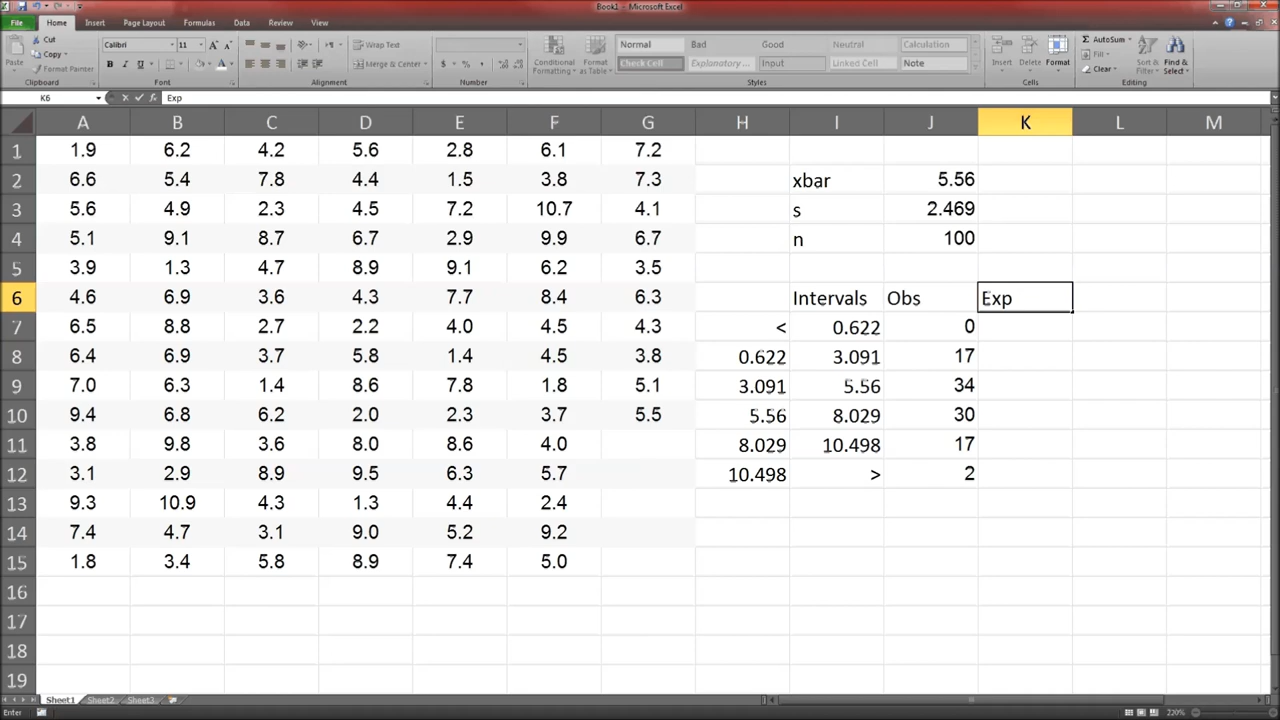 Book1 - Microsoft Excel
File Home Insert Page Layout Formulas Data Review View
Cut
Copy
Format Painter
Paste
Clipboard
Calibri 11
B I U
Font
Wrap Text
Merge & Center
Alignment
$ % ,
Number
Conditional Formatting
Format as Table
Normal Bad Good Neutral Calculation
Check Cell Explanatory ... Input Linked Cell Note
Styles
Insert Delete Format
Cells
AutoSum
Fill
Clear
Sort & Filter
Find & Select
Editing
K6 Exp
A B C D E F G H I J K L M
1 1.9 6.2 4.2 5.6 2.8 6.1 7.2
2 6.6 5.4 7.8 4.4 1.5 3.8 7.3 xbar 5.56
3 5.6 4.9 2.3 4.5 7.2 10.7 4.1 s 2.469
4 5.1 9.1 8.7 6.7 2.9 9.9 6.7 n 100
5 3.9 1.3 4.7 8.9 9.1 6.2 3.5
6 4.6 6.9 3.6 4.3 7.7 8.4 6.3 Intervals Obs Exp
7 6.5 8.8 2.7 2.2 4.0 4.5 4.3 < 0.622 0
8 6.4 6.9 3.7 5.8 1.4 4.5 3.8 0.622 3.091 17
9 7.0 6.3 1.4 8.6 7.8 1.8 5.1 3.091 5.56 34
10 9.4 6.8 6.2 2.0 2.3 3.7 5.5 5.56 8.029 30
11 3.8 9.8 3.6 8.0 8.6 4.0 8.029 10.498 17
12 3.1 2.9 8.9 9.5 6.3 5.7 10.498 > 2
13 9.3 10.9 4.3 1.3 4.4 2.4
14 7.4 4.7 3.1 9.0 5.2 9.2
15 1.8 3.4 5.8 8.9 7.4 5.0
16
17
18
19
Sheet1 Sheet2 Sheet3
Enter 220%